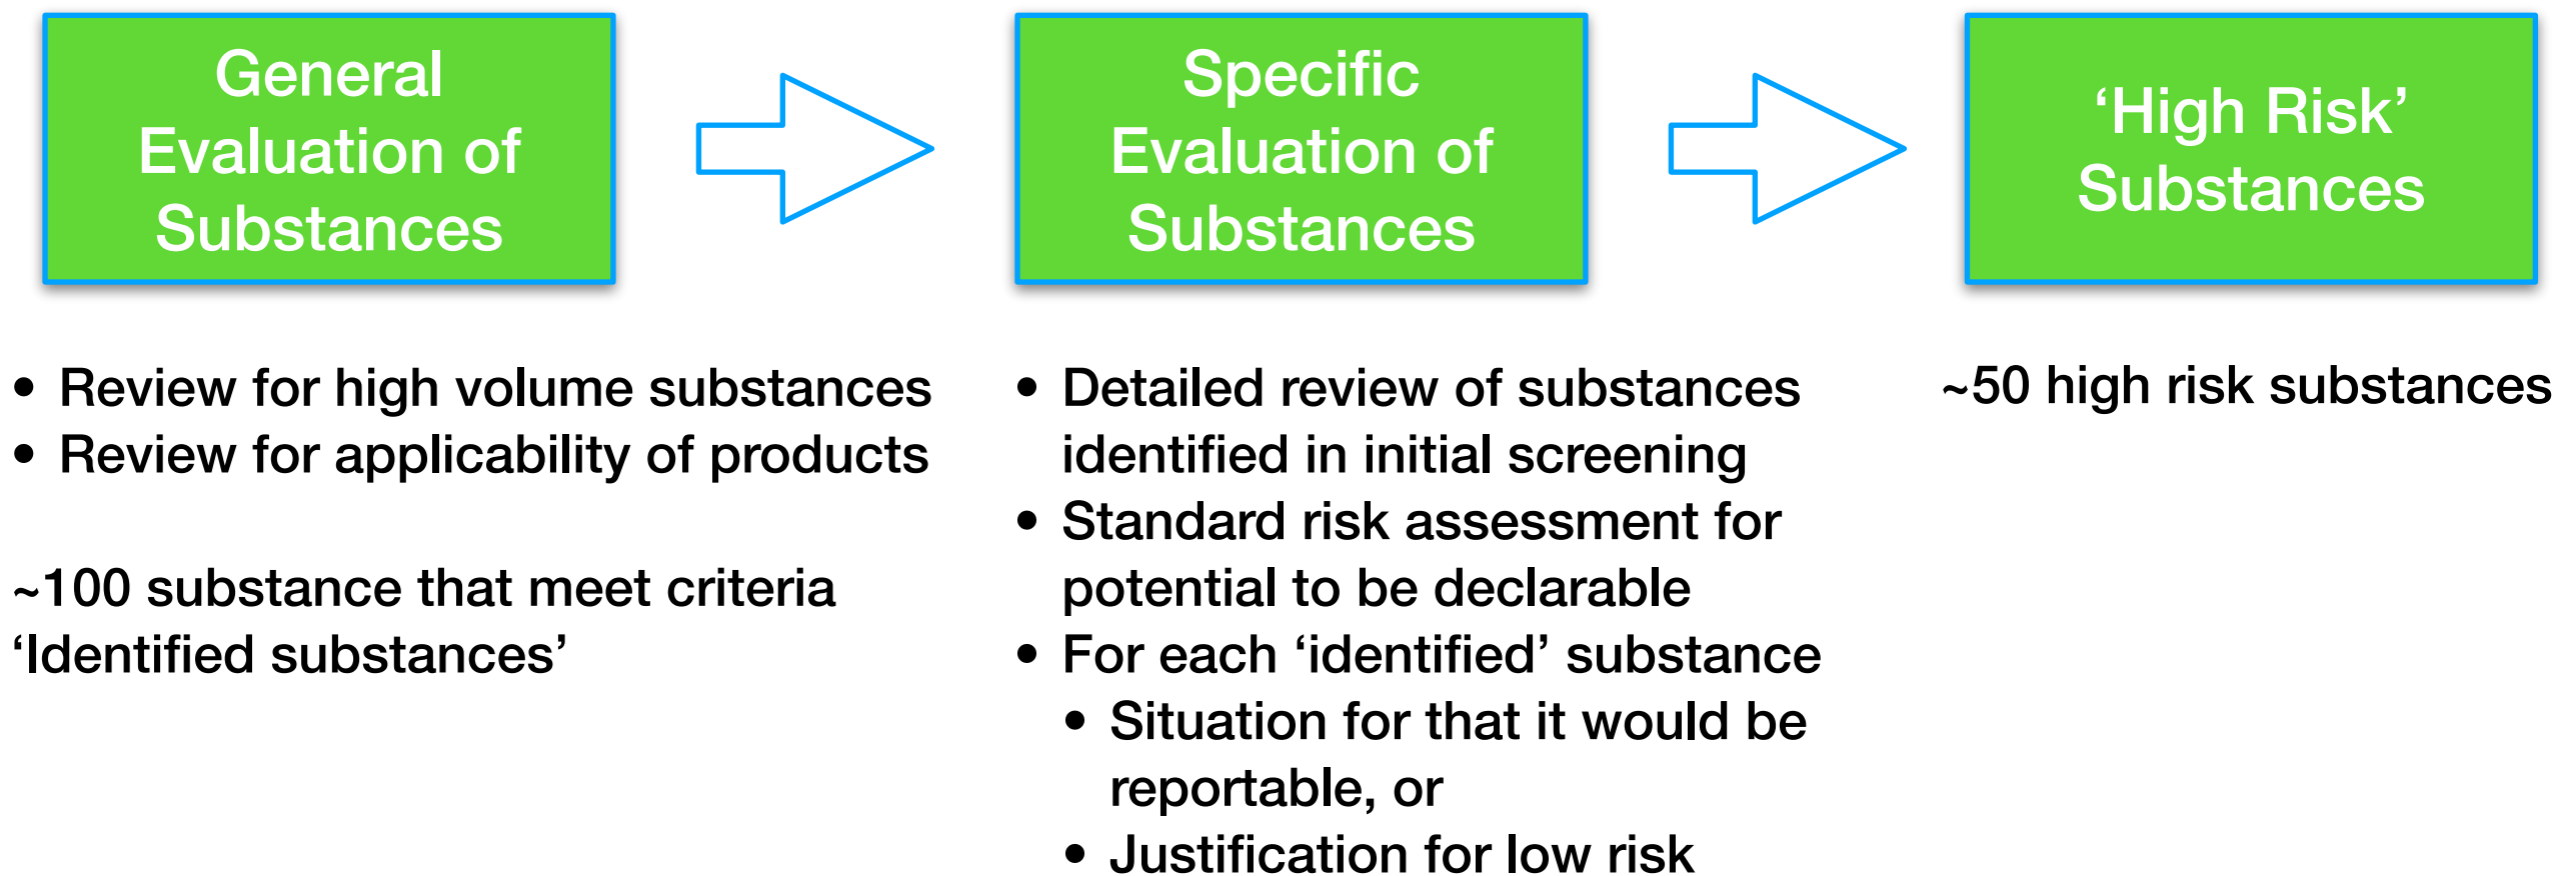 General
Evaluation of
Substances
Specific
Evaluation of
Substances
‘High Risk’
Substances
• Review for high volume substances
• Review for applicability of products
~100 substance that meet criteria
‘Identified substances’
• Detailed review of substances
identified in initial screening
• Standard risk assessment for
potential to be declarable
• For each ‘identified’ substance
• Situation for that it would be
reportable, or
• Justification for low risk
~50 high risk substances